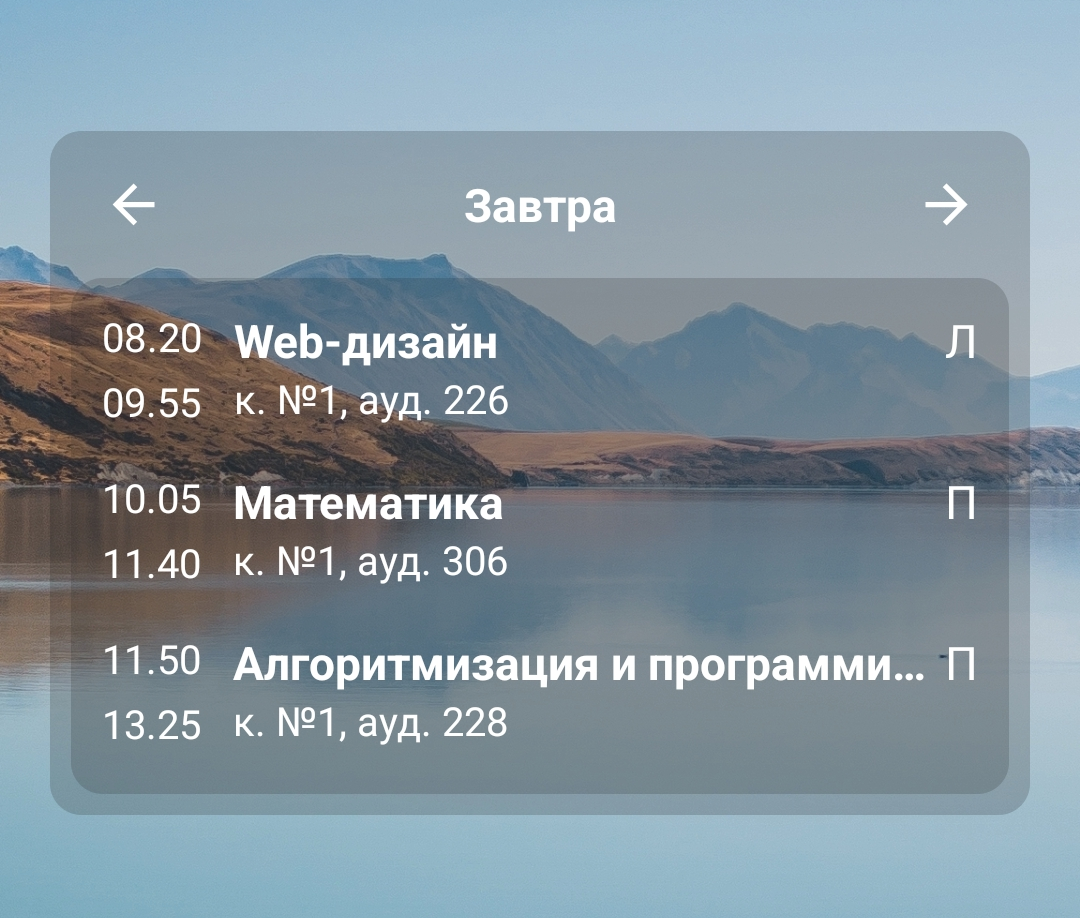 Завтра
08.20 Web-дизайн Л
09.55 к. №1, ауд. 226
10.05 Математика П
11.40 к. №1, ауд. 306
11.50 Алгоритмизация и программи... П
13.25 к. №1, ауд. 228